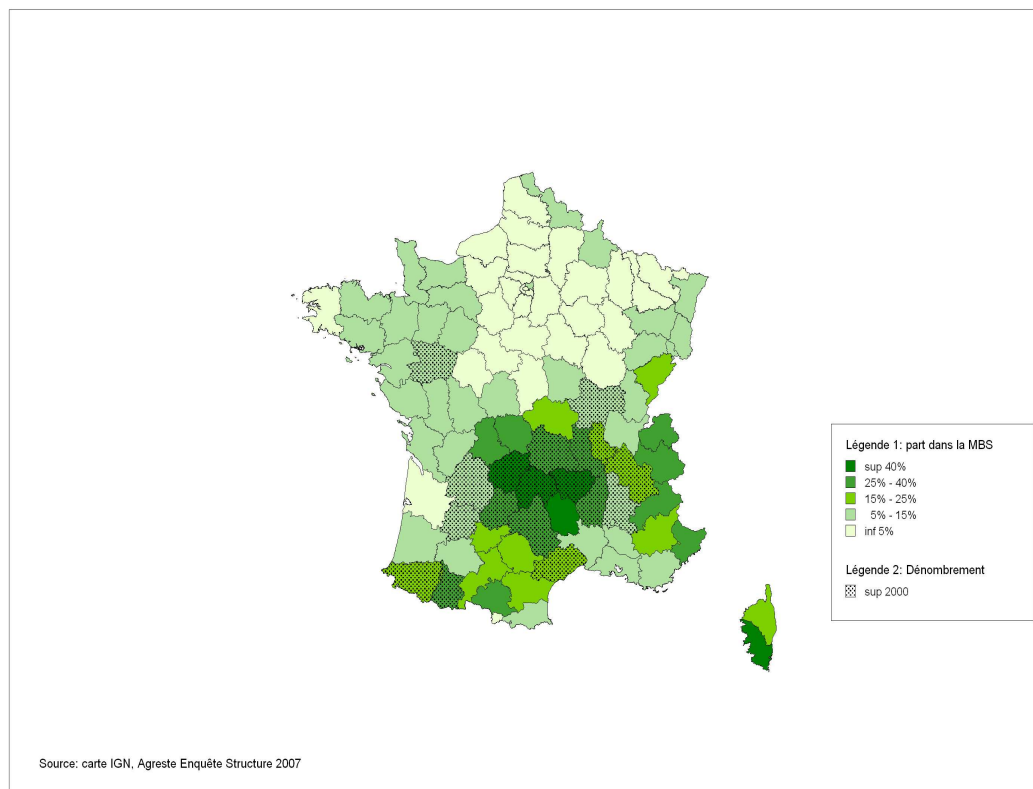 Légende 1: part dans la MBS
sup 40%
25% - 40%
15% - 25%
5% - 15%
inf 5%
Légende 2: Dénombrement
sup 2000
Source: carte IGN, Agreste Enquête Structure 2007